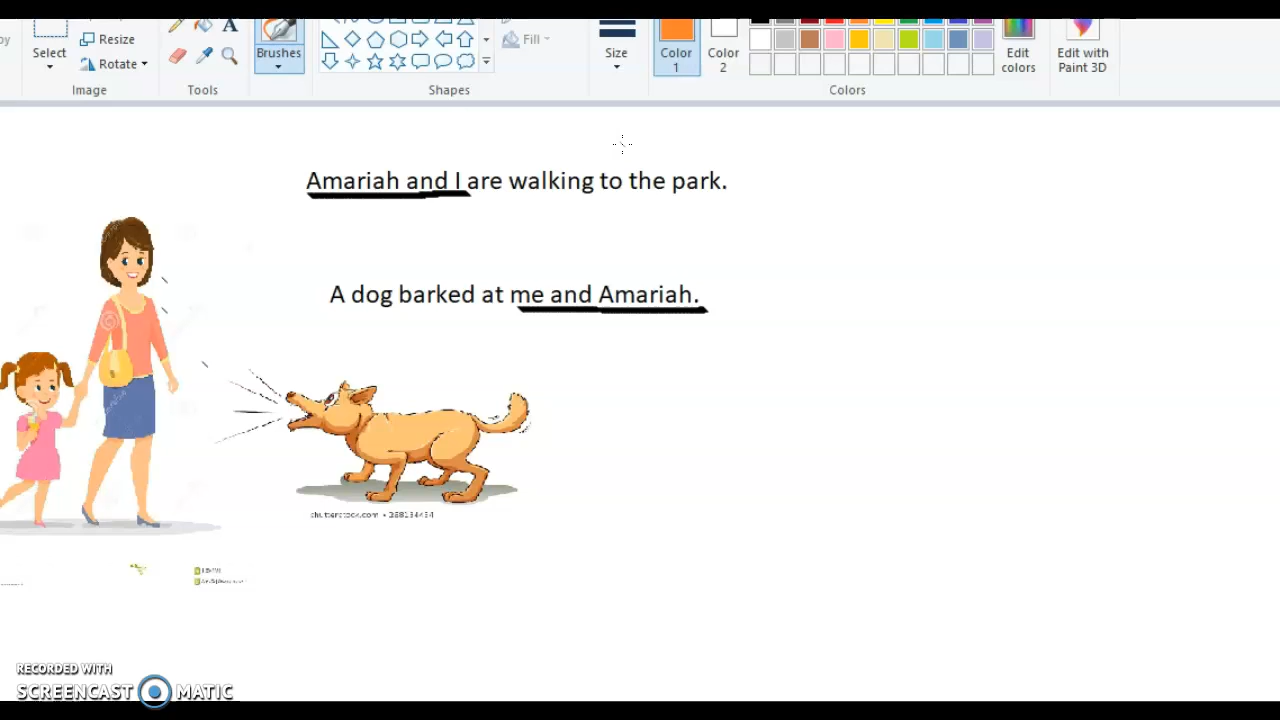 Select
Resize
Rotate
Image
A
Tools
Brushes
Fill
Shapes
Size
Color 1
Color 2
Edit colors
Colors
Edit with Paint 3D
Amariah and I are walking to the park.
A dog barked at me and Amariah.
RECORDED WITH
SCREENCAST MATIC